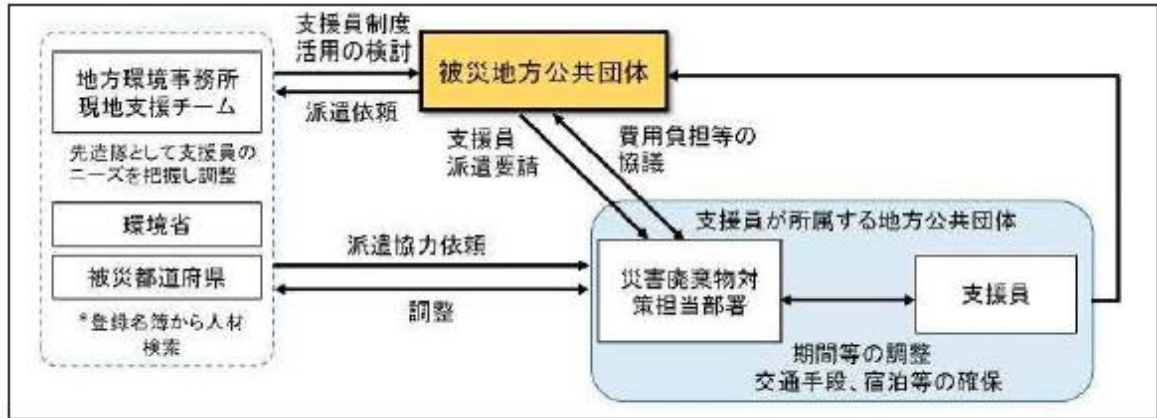 地方環境事務所
現地支援チーム
先遣隊として支援員の
ニーズを把握し調整
環境省
被災都道府県
*登録名簿から人材
検索
支援員制度
活用の検討
派遣依頼
被災地方公共団体
支援員
派遣要請
費用負担等の
協議
派遣協力依頼
調整
支援員が所属する地方公共団体
災害廃棄物対
策担当部署
支援員
期間等の調整
交通手段、宿泊等の確保